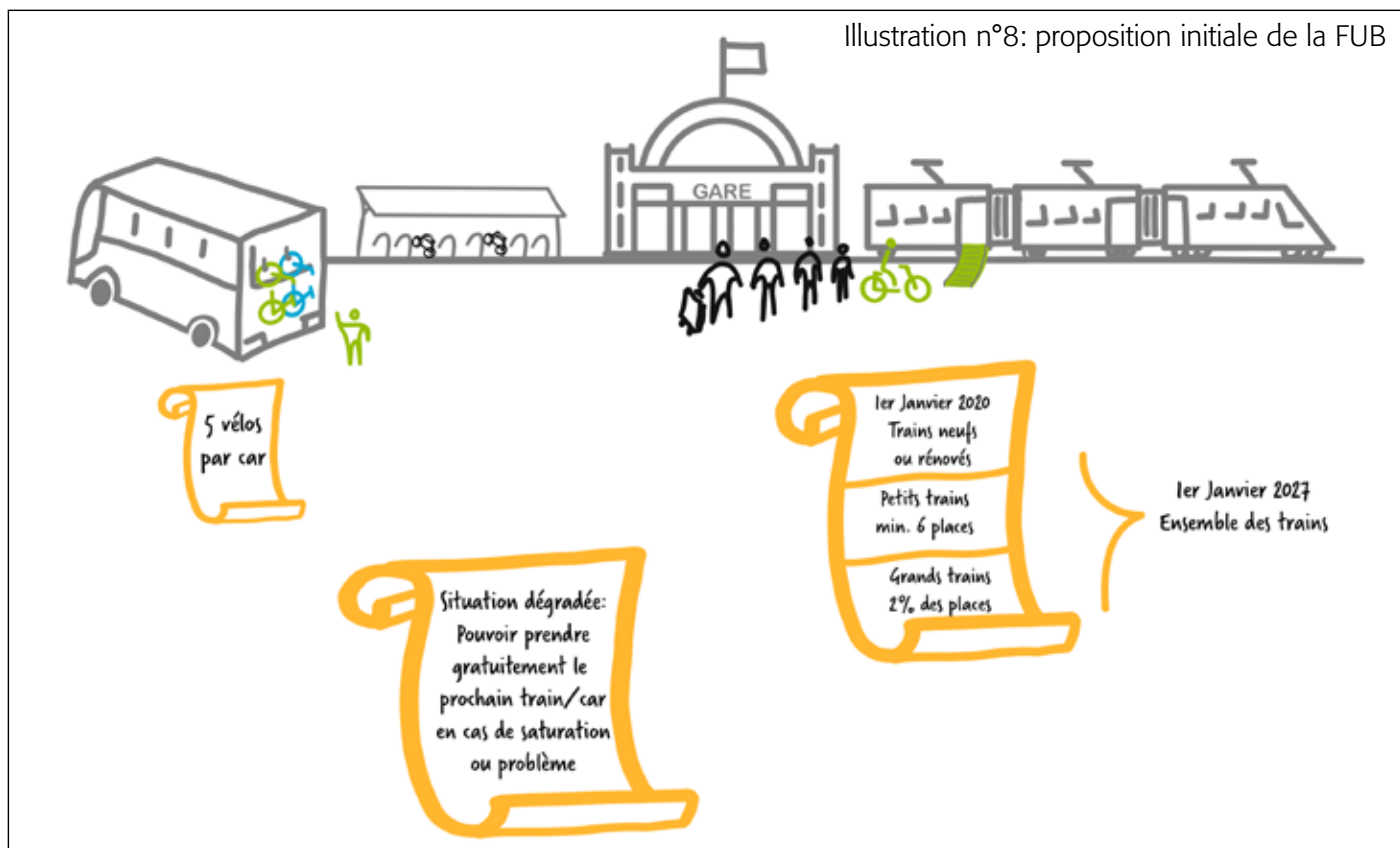 Illustration n°8: proposition initiale de la FUB
GARE
5 vélos
par car
1er Janvier 2020
Trains neufs
ou rénovés
Petits trains
min. 6 places
Grands trains
2% des places
1er Janvier 2027
Ensemble des trains
Situation dégradée:
Pouvoir prendre
gratuitement le
prochain train/car
en cas de saturation
ou problème